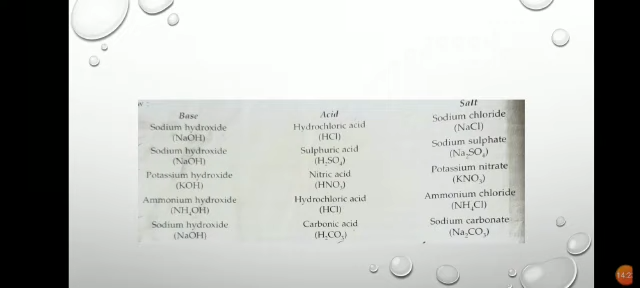 Base Acid Salt
Sodium hydroxide Hydrochloric acid Sodium chloride
(NaOH) (HCl) (NaCl)
Sodium hydroxide Sulphuric acid Sodium sulphate
(NaOH) (H₂SO₄) (Na₂SO₄)
Potassium hydroxide Nitric acid Potassium nitrate
(KOH) (HNO₃) (KNO₃)
Ammonium hydroxide Hydrochloric acid Ammonium chloride
(NH₄OH) (HCl) (NH₄Cl)
Sodium hydroxide Carbonic acid Sodium carbonate
(NaOH) (H₂CO₃) (Na₂CO₃)